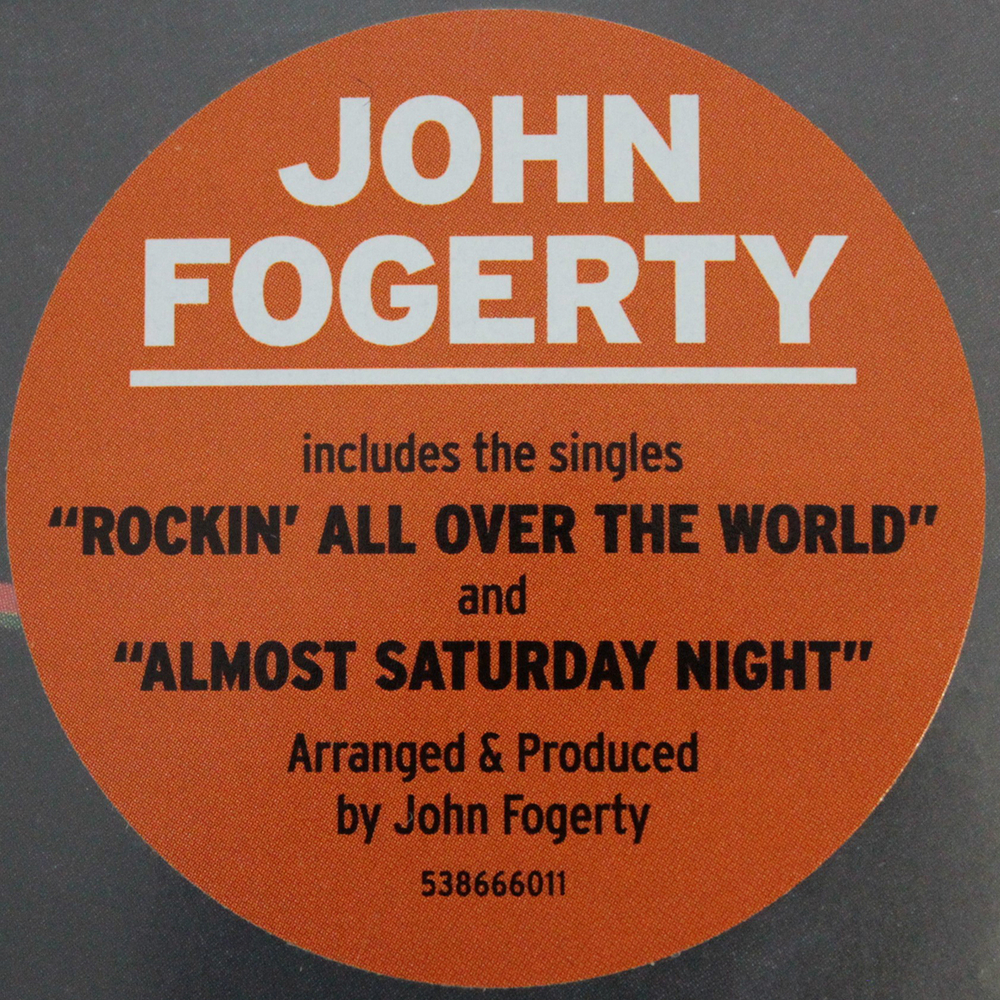 JOHN
FOGERTY
includes the singles
“ROCKIN’ ALL OVER THE WORLD”
and
“ALMOST SATURDAY NIGHT”
Arranged & Produced
by John Fogerty
538666011